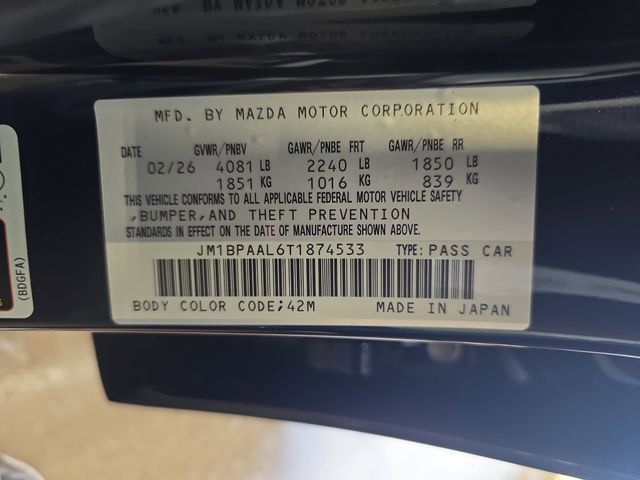 MFD. BY MAZDA MOTOR CORPORATION
DATE GVWR/PNBV GAWR/PNBE FRT GAWR/PNBE RR
02/26 4081 LB 2240 LB 1850 LB
1851 KG 1016 KG 839 KG
THIS VEHICLE CONFORMS TO ALL APPLICABLE FEDERAL MOTOR VEHICLE SAFETY
,BUMPER,AND THEFT PREVENTION
STANDARDS IN EFFECT ON THE DATE OF MANUFACTURE SHOWN ABOVE.
JM1BPAAL6T1874533 TYPE: PASS CAR
BODY COLOR CODE;42M MADE IN JAPAN
(BDGFA)